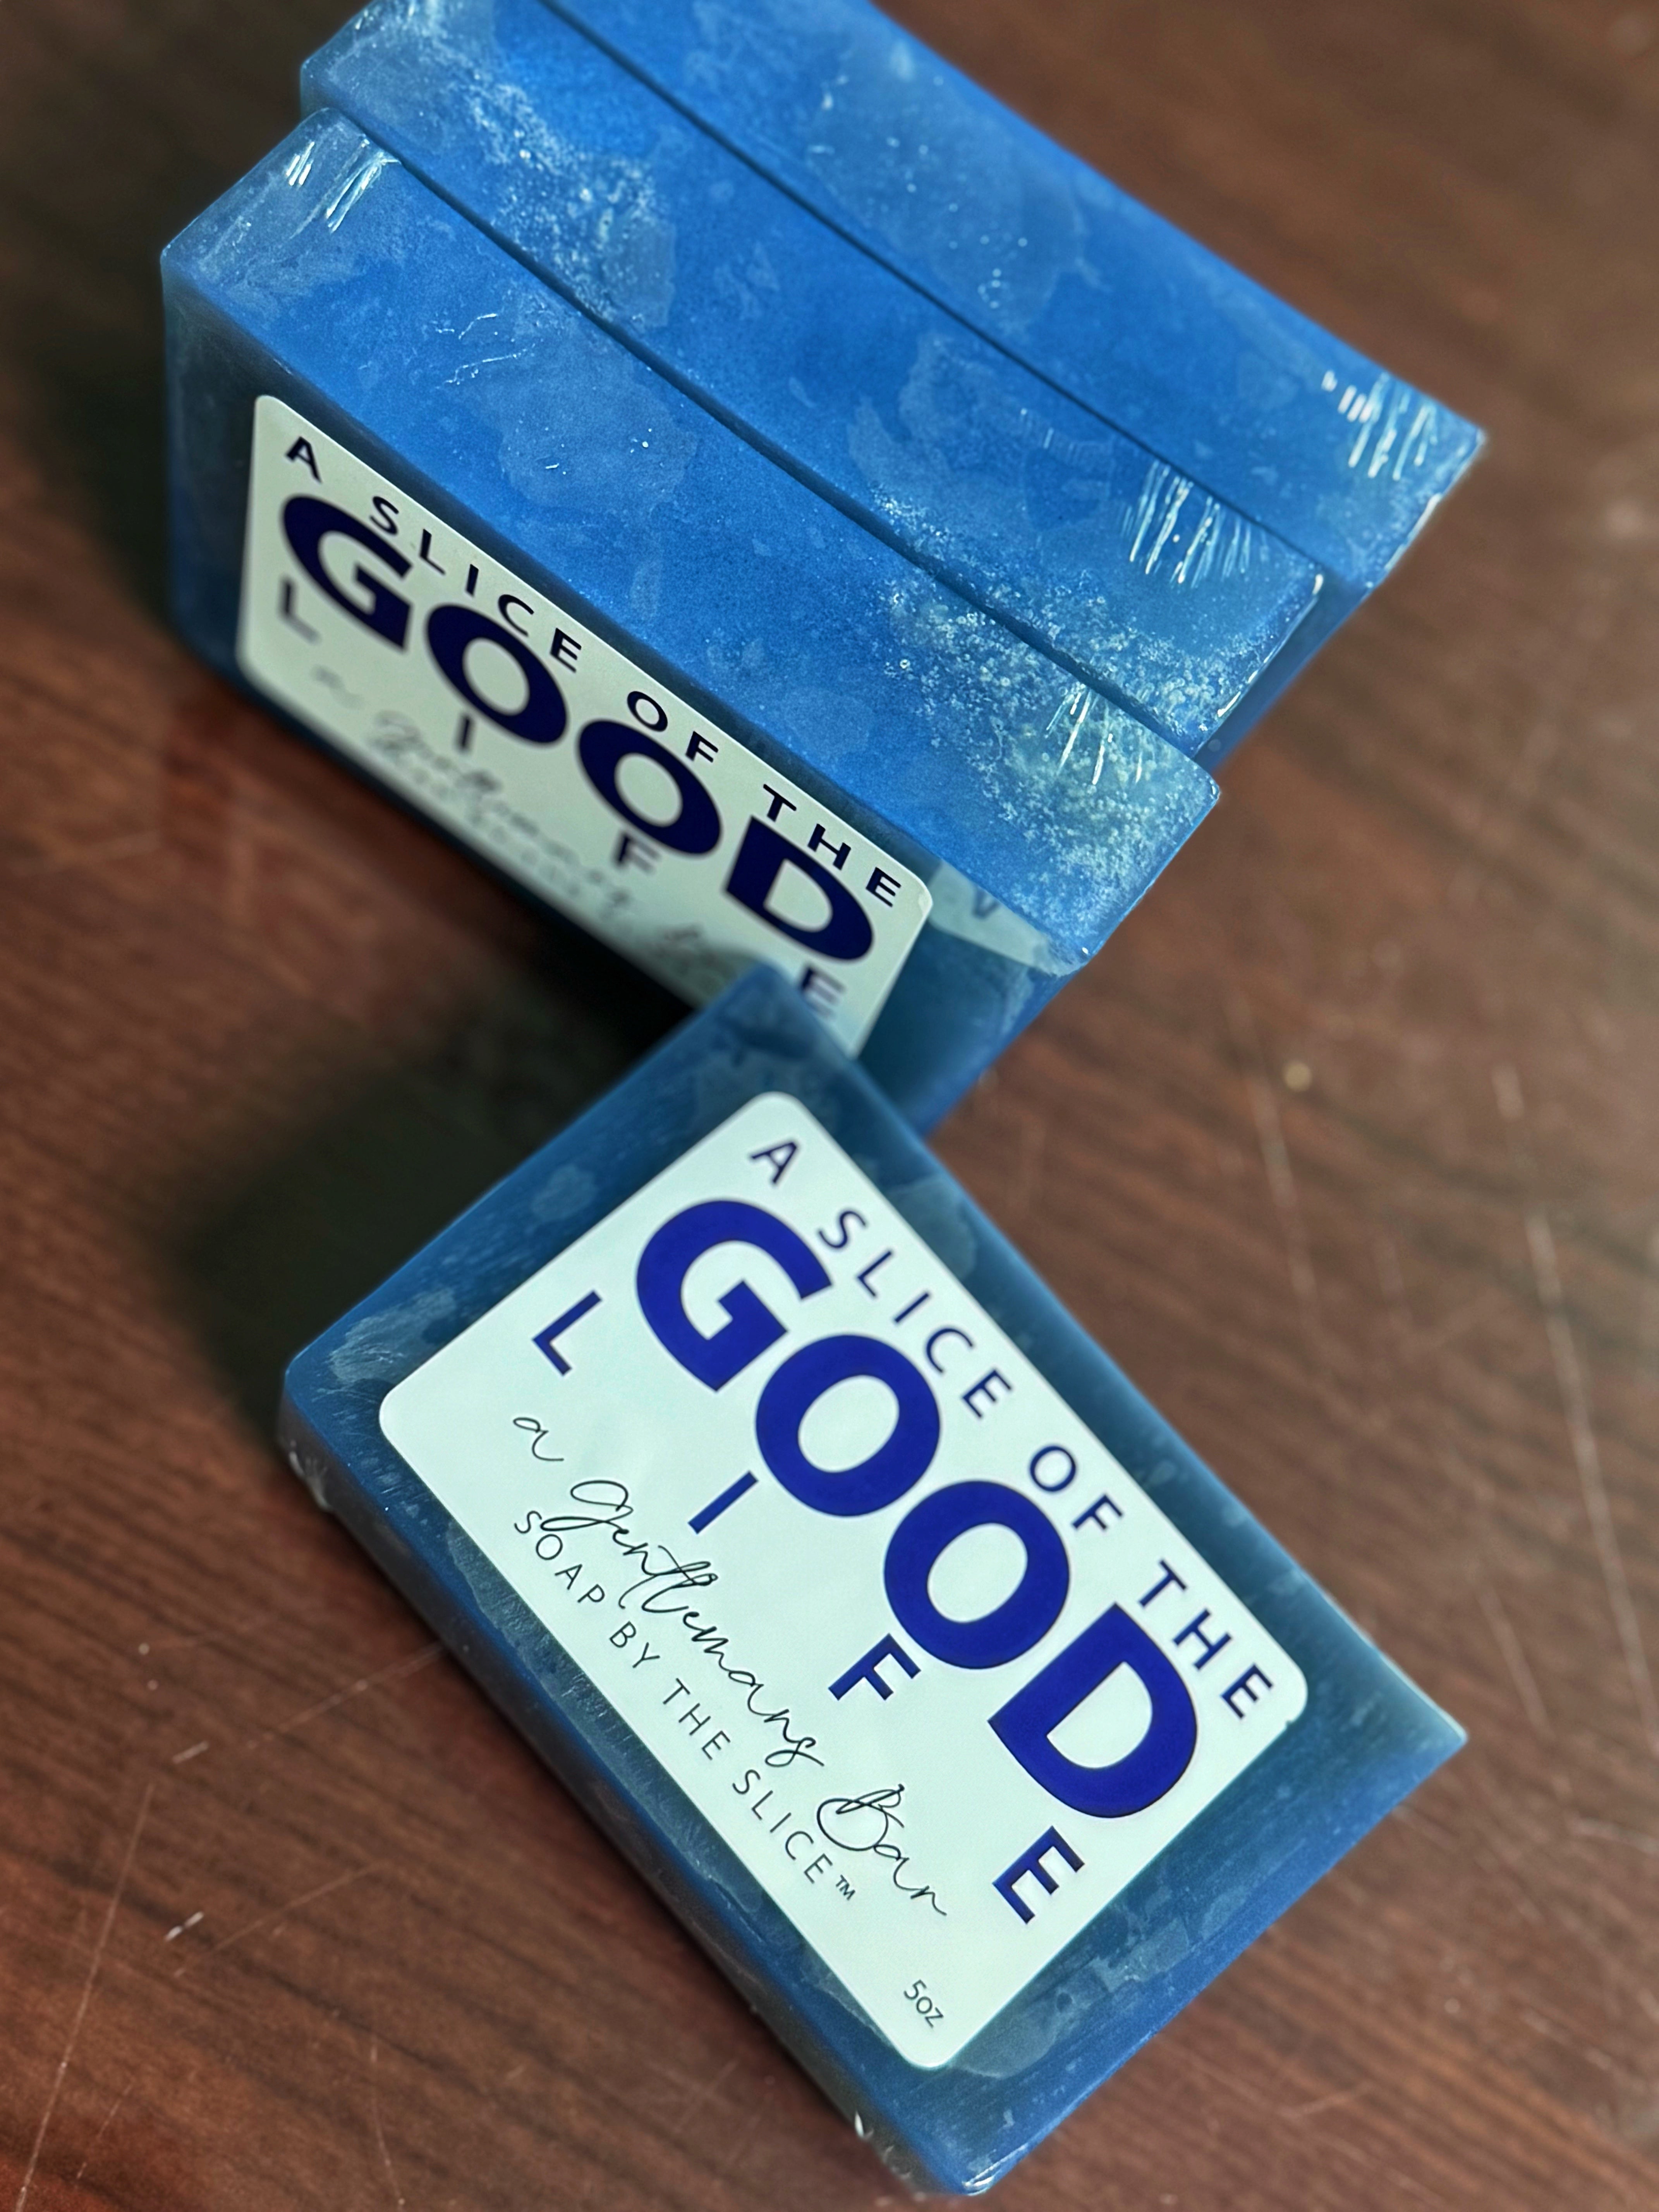 A SLICE OF THE
GOOD
L I F E
a gentlemans Bar
SOAP BY THE SLICE™
5oz
A SLICE OF THE
GOOD
L I F E